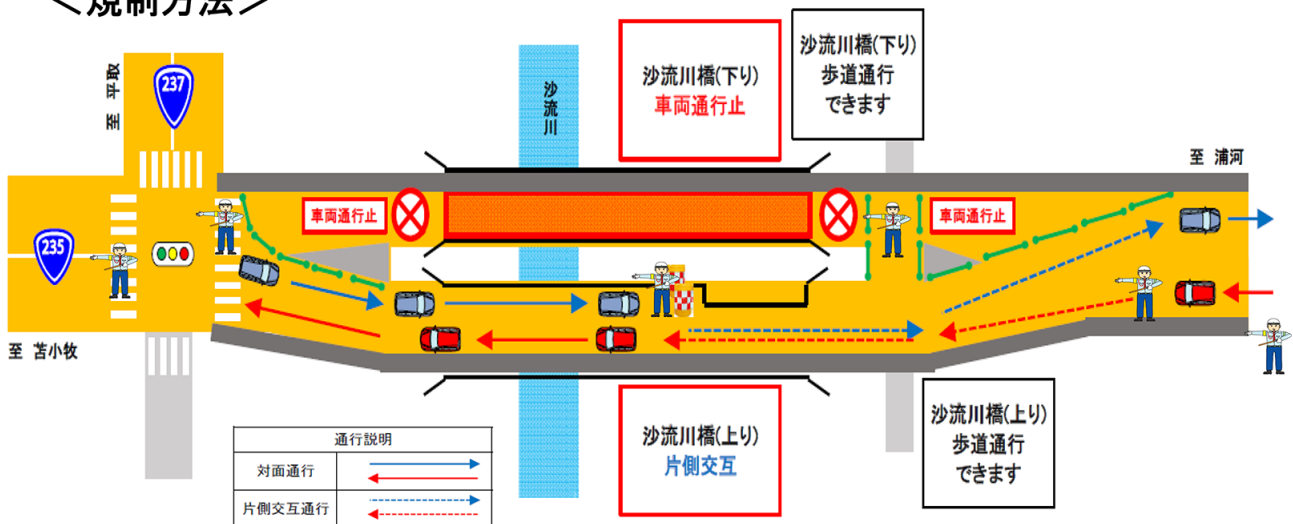 ＜規制方法＞
至 平取
237
沙流川
沙流川橋(下り)
車両通行止
沙流川橋(下り)
歩道通行
できます
至 浦河
車両通行止
車両通行止
235
至 苫小牧
沙流川橋(上り)
片側交互
沙流川橋(上り)
歩道通行
できます
通行説明
対面通行
片側交互通行